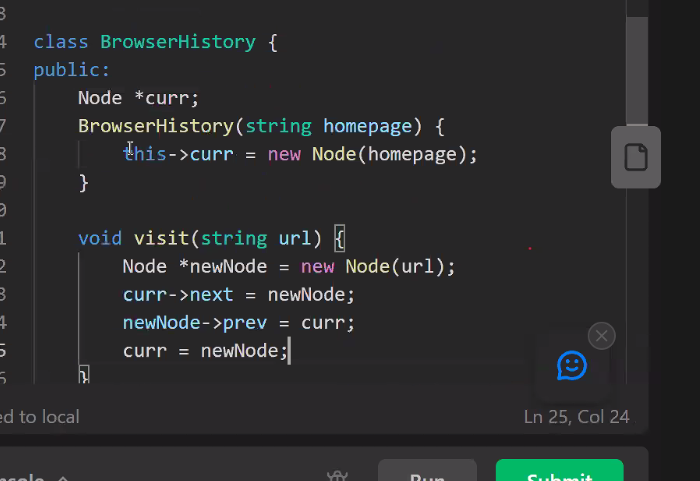 3
4 class BrowserHistory {
5 public:
6 Node *curr;
7 BrowserHistory(string homepage) {
8 this->curr = new Node(homepage);
9 }
0
1 void visit(string url) {
2 Node *newNode = new Node(url);
3 curr->next = newNode;
4 newNode->prev = curr;
5 curr = newNode;
6 }
ed to local
Ln 25, Col 24
nsole
Run
Submit